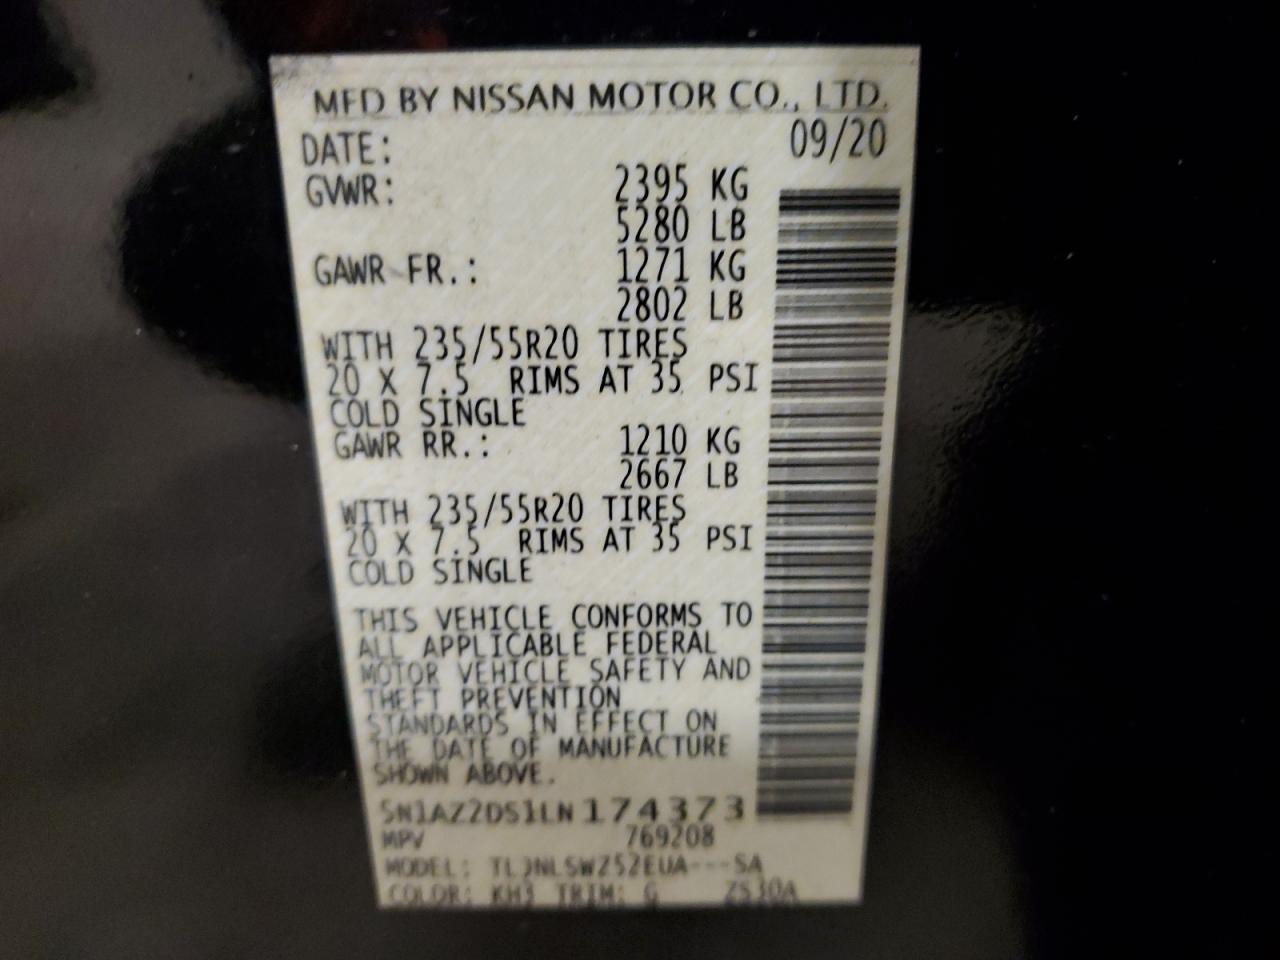 MFD BY NISSAN MOTOR CO., LTD.
DATE: 09/20
GVWR: 2395 KG
5280 LB
GAWR FR.: 1271 KG
2802 LB
WITH 235/55R20 TIRES
20 X 7.5 RIMS AT 35 PSI
COLD SINGLE
GAWR RR.: 1210 KG
2667 LB
WITH 235/55R20 TIRES
20 X 7.5 RIMS AT 35 PSI
COLD SINGLE
THIS VEHICLE CONFORMS TO
ALL APPLICABLE FEDERAL
MOTOR VEHICLE SAFETY AND
THEFT PREVENTION
STANDARDS IN EFFECT ON
THE DATE OF MANUFACTURE
SHOWN ABOVE.
5N1AZ2DS1LN174373
MPV 769208
MODEL: SA
COLOR: KH3 TRIM: G